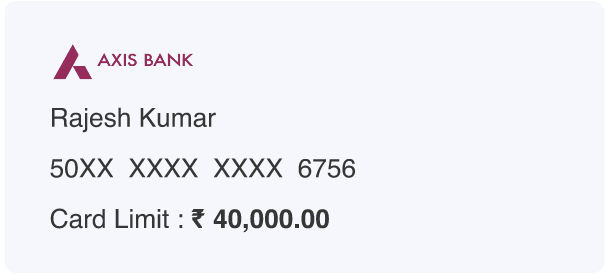 AXIS BANK
Rajesh Kumar
50XX XXXX XXXX 6756
Card Limit : ₹ 40,000.00